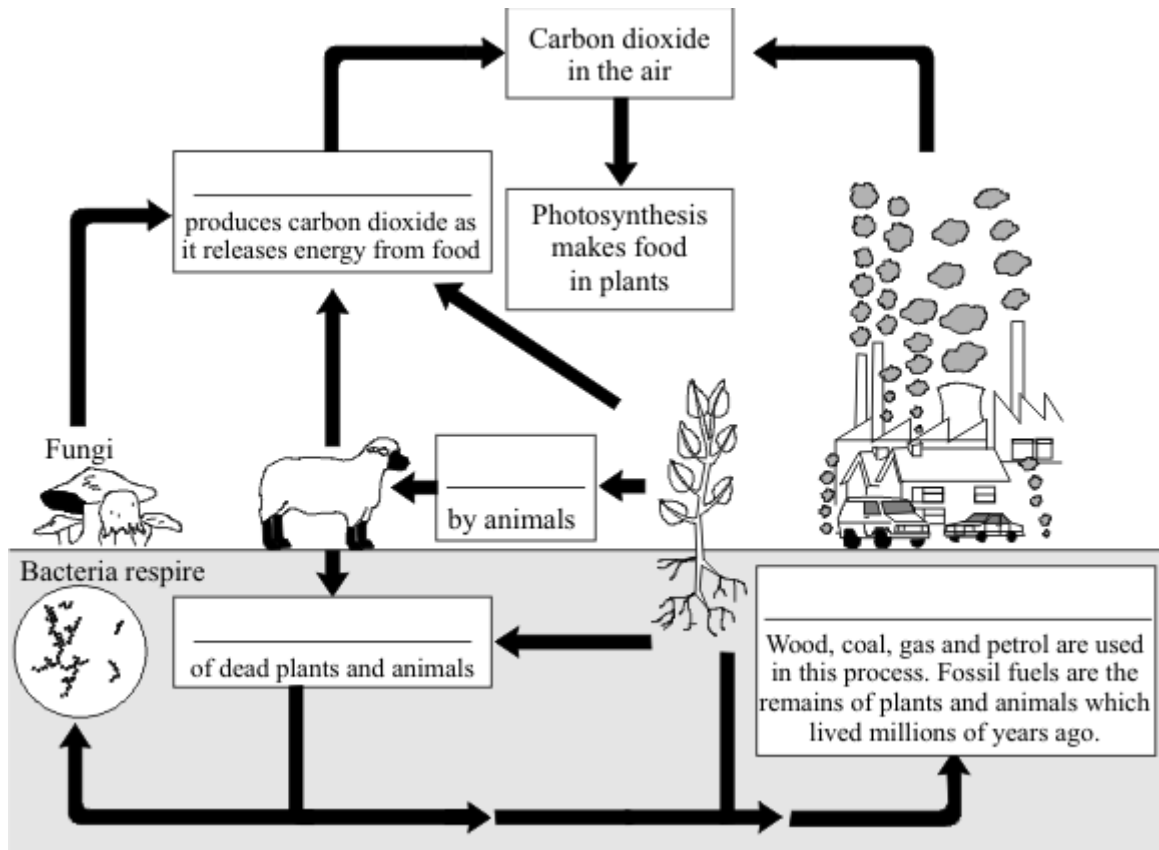 Carbon dioxide
in the air
produces carbon dioxide as
it releases energy from food
Photosynthesis
makes food
in plants
Fungi
by animals
Bacteria respire
of dead plants and animals
Wood, coal, gas and petrol are used
in this process. Fossil fuels are the
remains of plants and animals which
lived millions of years ago.